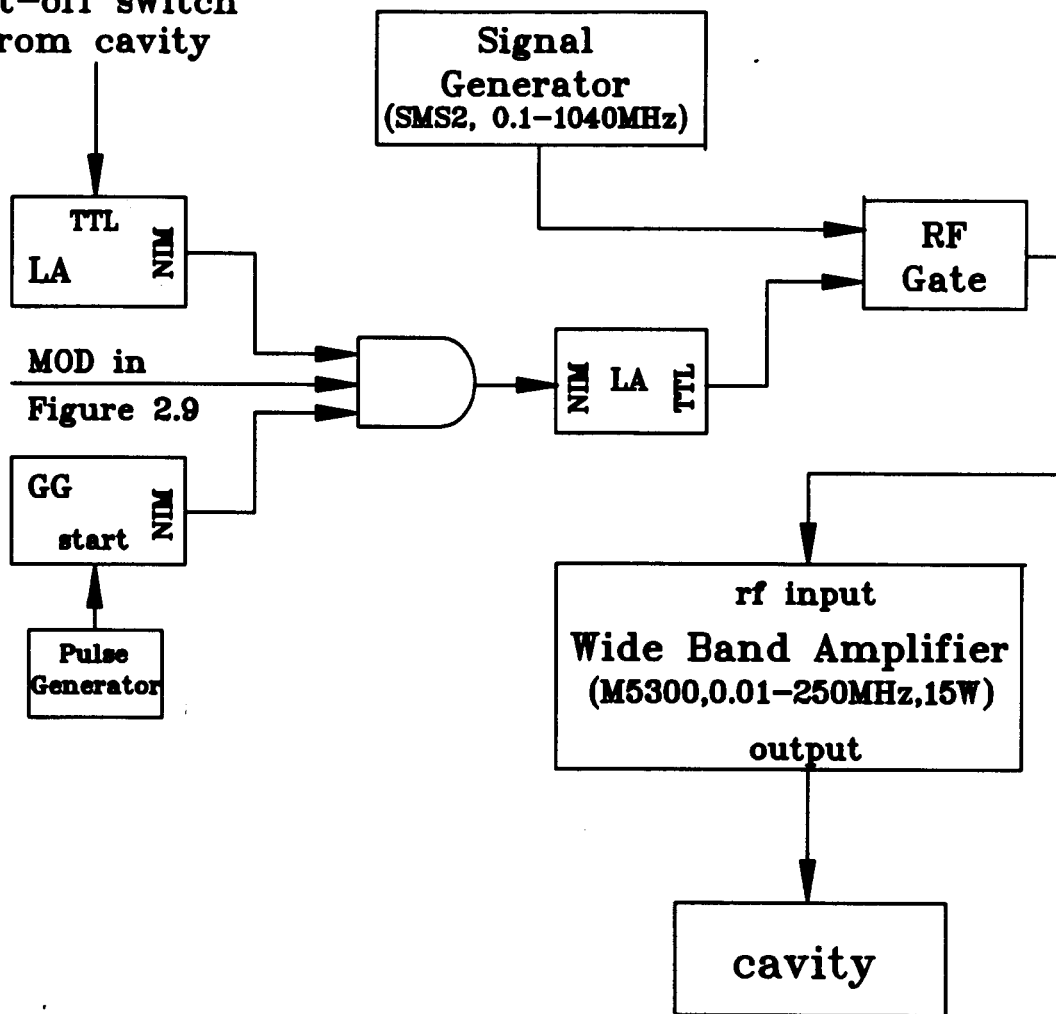 switch
cavity
Signal
Generator
(SMS2, 0.1-1040MHz)
TTL
NIM
LA
RF
Gate
MOD in
Figure 2.9
NIM
LA
TTL
GG
NIM
start
Pulse
Generator
rf input
Wide Band Amplifier
(M5300,0.01-250MHz,15W)
output
cavity